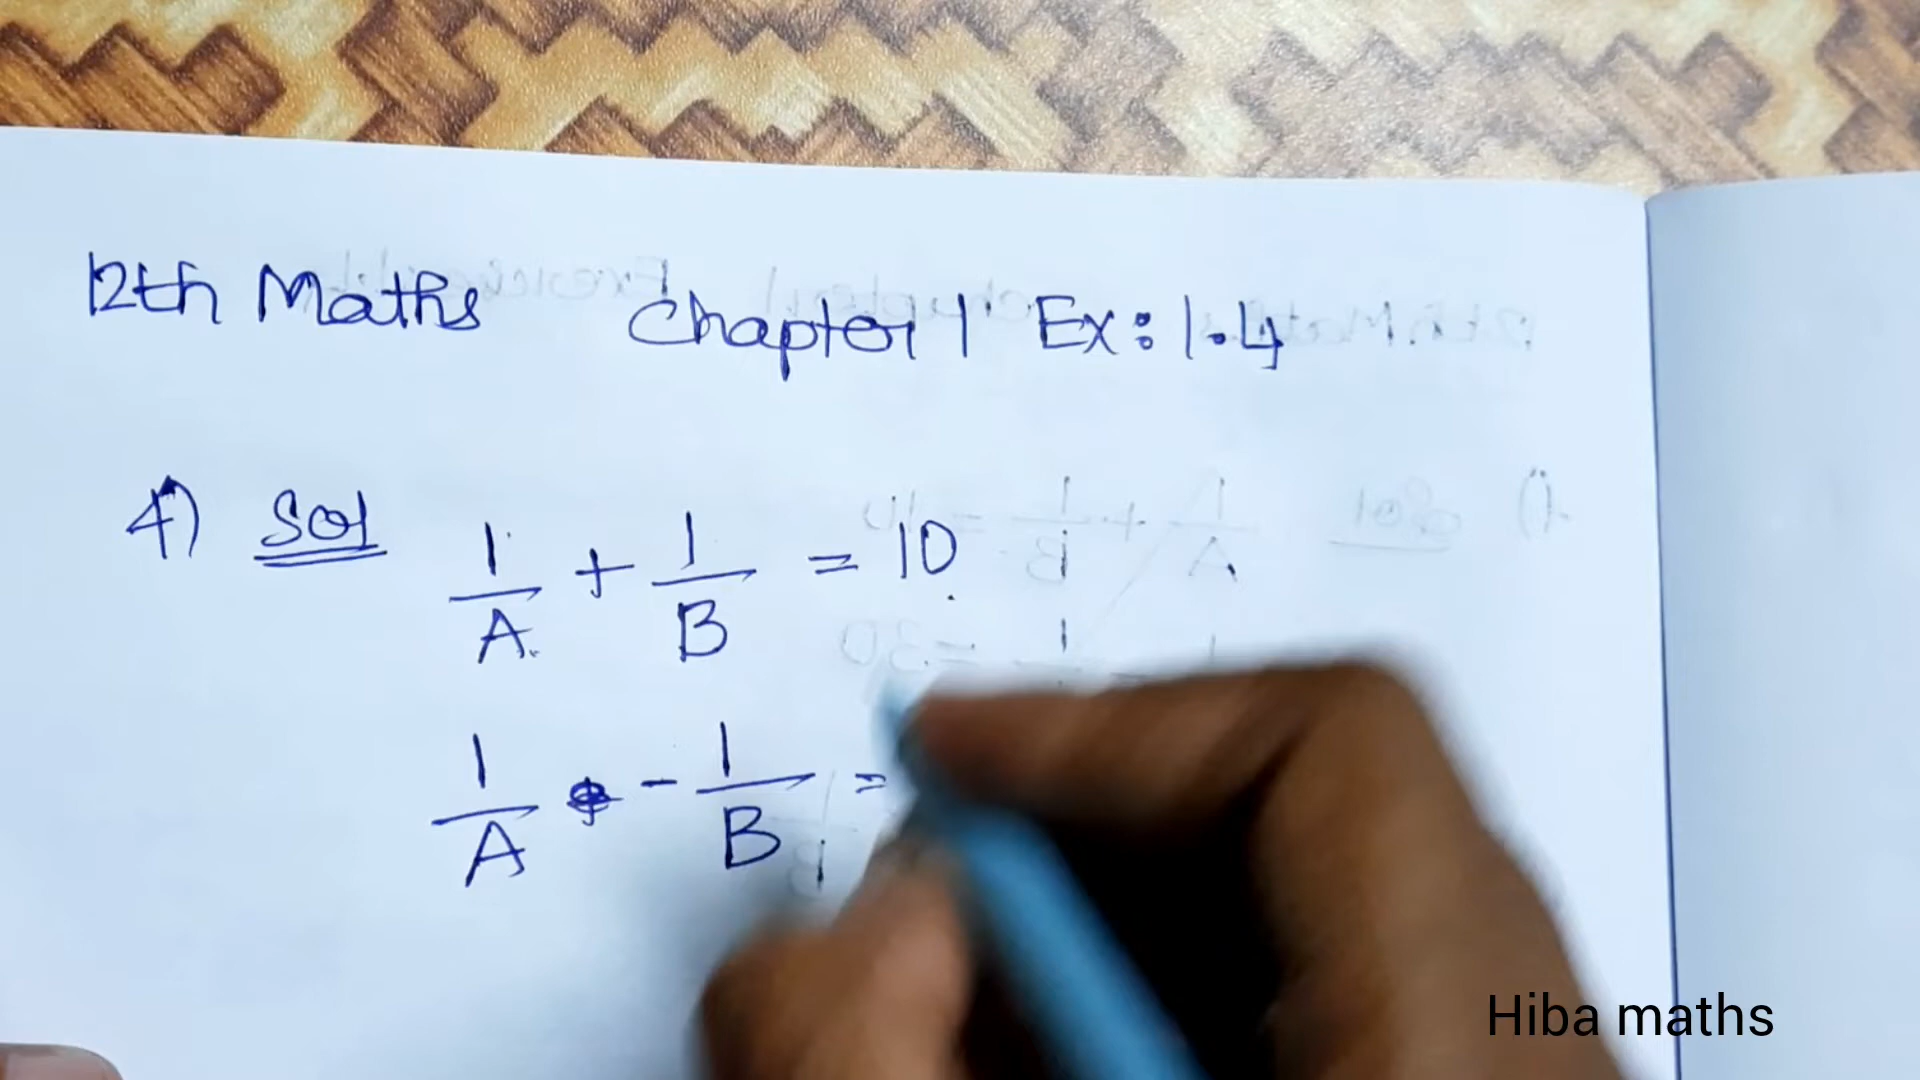 12th Maths Chapter 1 Ex: 1.4
4) Sol 1/A + 1/B = 10
1/A - 1/B =
Hiba maths